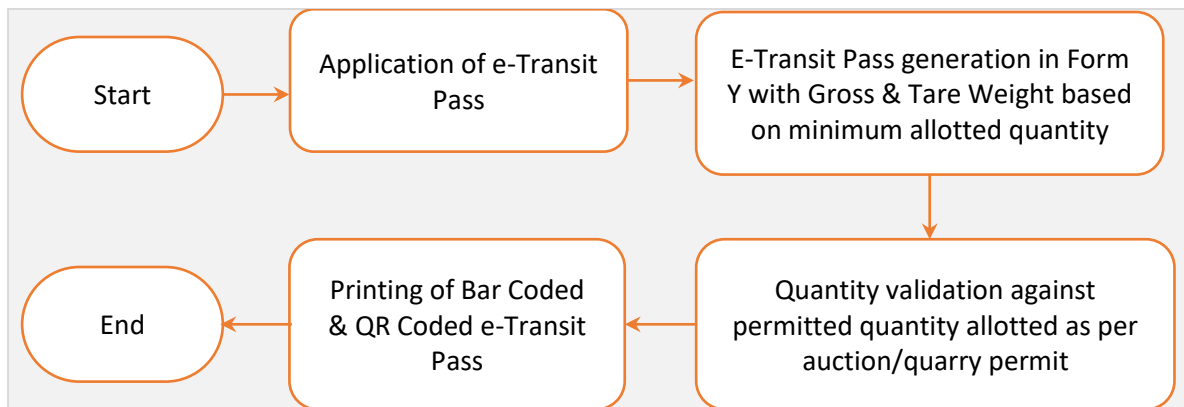 Start
Application of e-Transit
Pass
E-Transit Pass generation in Form
Y with Gross & Tare Weight based
on minimum allotted quantity
Quantity validation against
permitted quantity allotted as per
auction/quarry permit
Printing of Bar Coded
& QR Coded e-Transit
Pass
End